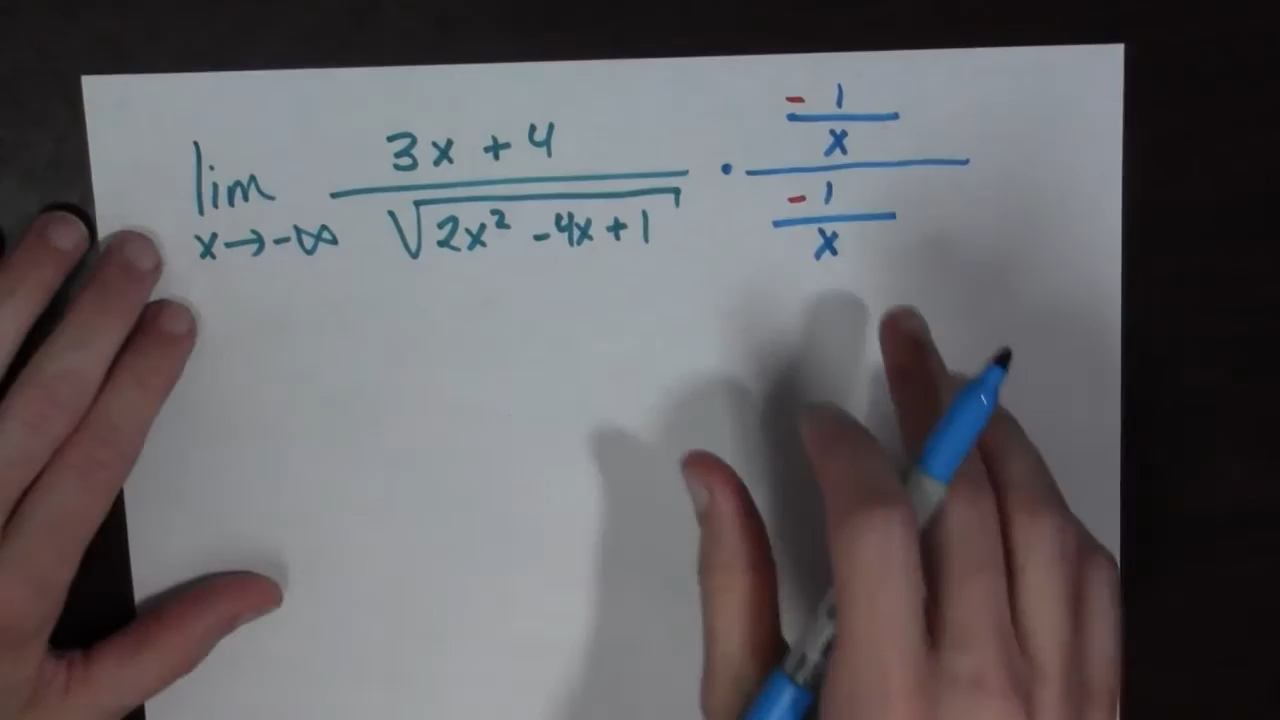 lim x→-∞ (3x + 4) / √(2x² - 4x + 1) · (-1/x) / (-1/x)